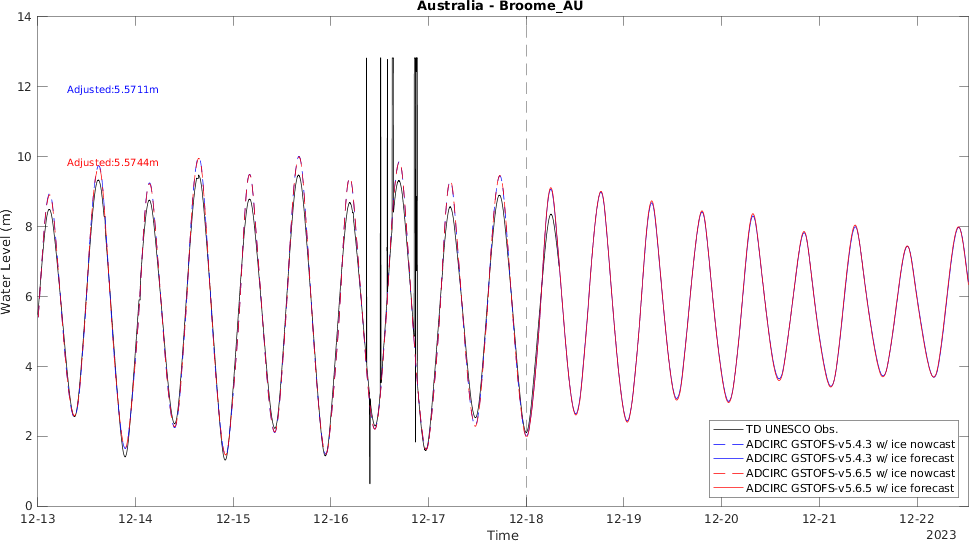 Australia - Broome_AU
14
12
10
8
6
4
2
0
Water Level (m)
Adjusted:5.5711m
Adjusted:5.5744m
TD UNESCO Obs.
ADCIRC GSTOFS-v5.4.3 w/ ice nowcast
ADCIRC GSTOFS-v5.4.3 w/ ice forecast
ADCIRC GSTOFS-v5.6.5 w/ ice nowcast
ADCIRC GSTOFS-v5.6.5 w/ ice forecast
12-13 12-14 12-15 12-16 12-17 12-18 12-19 12-20 12-21 12-22
Time
2023